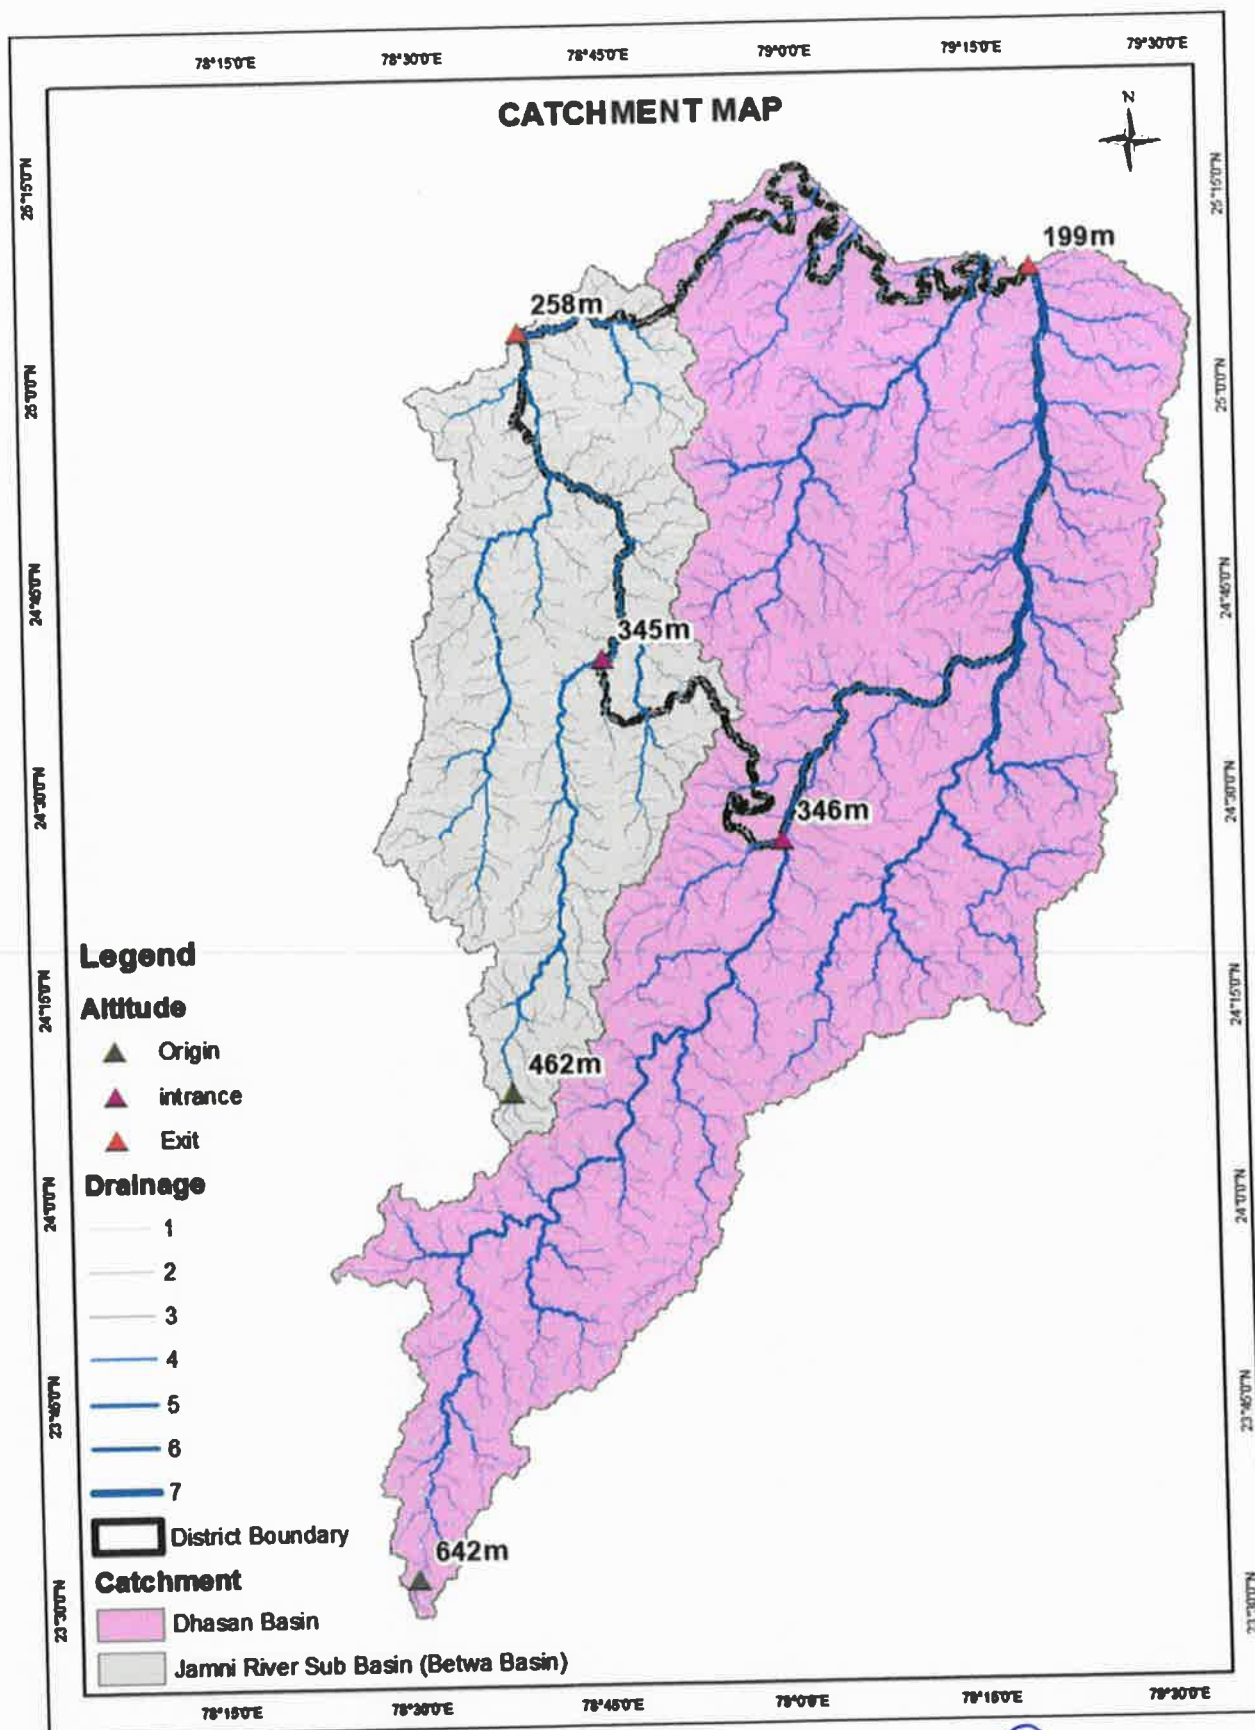 78°15'0"E 78°30'0"E 78°45'0"E 79°0'0"E 79°15'0"E 79°30'0"E
CATCHMENT MAP
N
25°15'0"N 25°15'0"N
199m
258m
25°0'0"N 25°0'0"N
24°45'0"N 24°45'0"N
345m
24°30'0"N 24°30'0"N
346m
Legend
24°15'0"N 24°15'0"N
Altitude
Origin
462m
intrance
Exit
Drainage
24°0'0"N 24°0'0"N
1
2
3
4
23°45'0"N 23°45'0"N
5
6
7
District Boundary
642m
Catchment
23°30'0"N 23°30'0"N
Dhasan Basin
Jamni River Sub Basin (Betwa Basin)
78°15'0"E 78°30'0"E 78°45'0"E 79°0'0"E 79°15'0"E 79°30'0"E